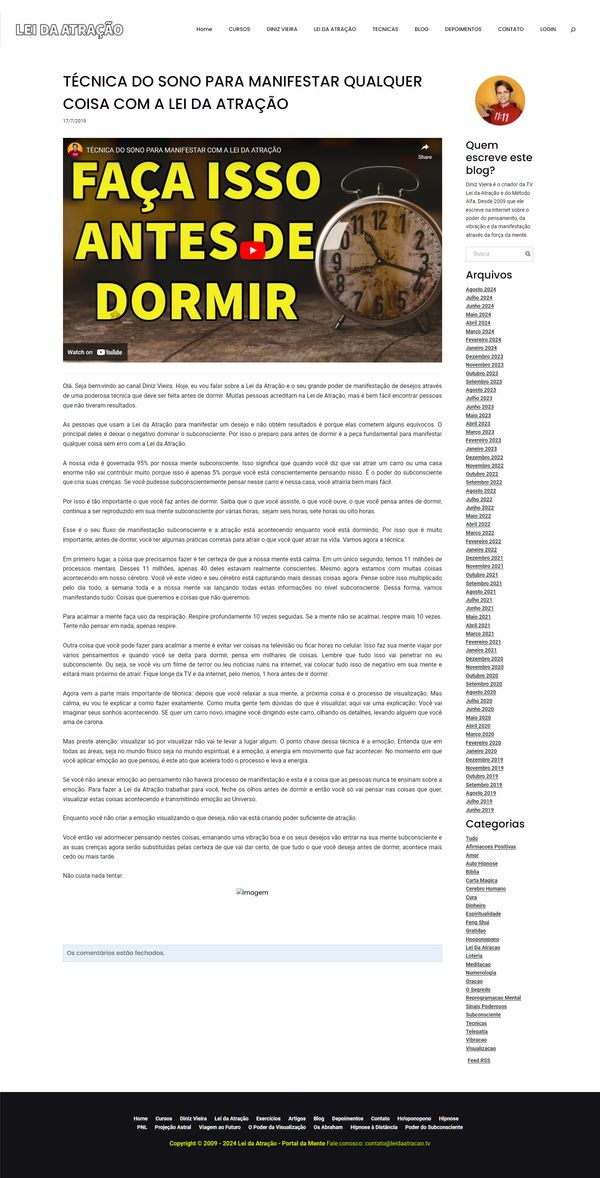 LEI DA ATRAÇÃO
Home CURSOS DINIZ VIEIRA LEI DA ATRAÇÃO TECNICAS BLOG DEPOIMENTOS CONTATO LOGIN
TÉCNICA DO SONO PARA MANIFESTAR QUALQUER
COISA COM A LEI DA ATRAÇÃO
17/7/2019
TÉCNICA DO SONO PARA MANIFESTAR COM A LEI DA ATRAÇÃO
Share
FAÇA ISSO
ANTES DE
DORMIR
Watch on YouTube
Olá. Seja bem-vindo ao canal Diniz Vieira. Hoje, eu vou falar sobre a Lei da Atração e o seu grande poder de manifestação de desejos através
de uma poderosa técnica que deve ser feita antes de dormir. Muitas pessoas acreditam na Lei de Atração, mas é bem fácil encontrar pessoas
que não tiveram resultados.
As pessoas que usam a Lei da Atração para manifestar um desejo e não obtém resultados é porque elas cometem alguns equívocos. O
principal deles é deixar o negativo dominar o subconsciente. Por isso o preparo para antes de dormir é a peça fundamental para manifestar
qualquer coisa sem erro com a Lei da Atração.
A nossa vida é governada 95% por nossa mente subconsciente. Isso significa que quando você diz que vai atrair um carro ou uma casa
enorme não vai contribuir muito porque isso é apenas 5% porque você está conscientemente pensando nisso. É o poder do subconsciente
que cria suas crenças. Se você pudesse subconscientemente pensar nesse carro e nessa casa, você atrairia bem mais fácil.
Por isso é tão importante o que você faz antes de dormir. Saiba que o que você assiste, o que você ouve, o que você pensa antes de dormir,
continua a ser reproduzido em sua mente subconsciente por várias horas, sejam seis horas, sete horas ou oito horas.
Esse é o seu fluxo de manifestação subconsciente e a atração está acontecendo enquanto você está dormindo. Por isso que é muito
importante, antes de dormir, você ter algumas práticas corretas para atrair o que você quer atrair na vida. Vamos agora a técnica:
Em primeiro lugar, a coisa que precisamos fazer é ter certeza de que a nossa mente está calma. Em um único segundo, temos 11 milhões de
processos mentais. Desses 11 milhões, apenas 40 deles estavam realmente conscientes. Mesmo agora estamos com muitas coisas
acontecendo em nosso cérebro. Você vê este vídeo e seu cérebro está capturando mais dessas coisas agora. Pense sobre isso multiplicado
pelo dia todo, a semana toda e a nossa mente vai lançando todas estas informações no nível subconsciente. Dessa forma, vamos
manifestando tudo: Coisas que queremos e coisas que não queremos.
Para acalmar a mente faça uso da respiração. Respire profundamente 10 vezes seguidas. Se a mente não se acalmar, respire mais 10 vezes.
Tente não pensar em nada, apenas respire.
Outra coisa que você pode fazer para acalmar a mente é evitar ver coisas na televisão ou ficar horas no celular. Isso faz sua mente viajar por
vários pensamentos e quando você se deita para dormir, pensa em milhares de coisas. Lembre que tudo isso vai penetrar no eu
subconsciente. Ou seja, se você viu um filme de terror ou leu notícias ruins na internet, vai colocar tudo isso de negativo em sua mente e
estará mais próximo de atrair. Fique longe da TV e da internet, pelo menos, 1 hora antes de ir dormir.
Agora vem a parte mais importante de técnica: depois que você relaxar a sua mente, a próxima coisa é o processo de visualização. Mas
calma, eu vou te explicar a como fazer exatamente. Como muita gente tem dúvidas do que é visualizar, aqui vai uma explicação: Você vai
imaginar seus sonhos acontecendo. SE quer um carro novo, imagine você dirigindo este carro, olhando os detalhes, levando alguém que você
ama de carona.
Mas preste atenção: visualizar só por visualizar não vai te levar a lugar algum. O ponto chave dessa técnica é a emoção. Entenda que em
todas as áreas, seja no mundo físico seja no mundo espiritual, é a emoção, a energia em movimento que faz acontecer. No momento em que
você aplicar emoção ao que pensou, é este ato que acelera todo o processo e leva a energia.
Se você não anexar emoção ao pensamento não haverá processo de manifestação e esta é a coisa que as pessoas nunca te ensinam sobre a
emoção. Para fazer a Lei da Atração trabalhar para você, feche os olhos antes de dormir e então você só vai pensar nas coisas que quer,
visualizar estas coisas acontecendo e transmitindo emoção ao Universo.
Enquanto você não criar a emoção visualizando o que deseja, não vai está criando poder suficiente de atração.
Você então vai adormecer pensando nestas coisas, emanando uma vibração boa e os seus desejos vão entrar na sua mente subconsciente e
as suas crenças agora serão substituídas pelas certeza de que vai dar certo, de que tudo o que você deseja antes de dormir, acontece mais
cedo ou mais tarde.
Não custa nada tentar.
imagem
Os comentários estão fechados.
11:11
Quem
escreve este
blog?
Diniz Vieira é o criador da TV
Lei da Atração e do Método
Alfa. Desde 2009 que ele
escreve na Internet sobre o
poder do pensamento, da
vibração e da manifestação
através da força da mente.
Busca
Arquivos
Agosto 2024
Julho 2024
Junho 2024
Maio 2024
Abril 2024
Março 2024
Fevereiro 2024
Janeiro 2024
Dezembro 2023
Novembro 2023
Outubro 2023
Setembro 2023
Agosto 2023
Julho 2023
Junho 2023
Maio 2023
Abril 2023
Março 2023
Fevereiro 2023
Janeiro 2023
Dezembro 2022
Novembro 2022
Outubro 2022
Setembro 2022
Agosto 2022
Julho 2022
Junho 2022
Maio 2022
Abril 2022
Março 2022
Fevereiro 2022
Janeiro 2022
Dezembro 2021
Novembro 2021
Outubro 2021
Setembro 2021
Agosto 2021
Julho 2021
Junho 2021
Maio 2021
Abril 2021
Março 2021
Fevereiro 2021
Janeiro 2021
Dezembro 2020
Novembro 2020
Outubro 2020
Setembro 2020
Agosto 2020
Julho 2020
Junho 2020
Maio 2020
Abril 2020
Março 2020
Fevereiro 2020
Janeiro 2020
Dezembro 2019
Novembro 2019
Outubro 2019
Setembro 2019
Agosto 2019
Julho 2019
Junho 2019
Categorias
Tudo
Afirmacoes Positivas
Amor
Auto Hipnose
Biblia
Carta Magica
Cerebro Humano
Cura
Dinheiro
Espiritualidade
Feng Shui
Gratidao
Hooponopono
Lei Da Atracao
Loteria
Meditacao
Numerologia
Oracao
O Segredo
Reprogramacao Mental
Sinais Poderosos
Subconsciente
Tecnicas
Telepatia
Vibracao
Visualizacao
Feed RSS
Home Cursos Diniz Vieira Lei da Atração Exercícios Artigos Blog Depoimentos Contato Ho'oponopono Hipnose
PNL Projeção Astral Viagem ao Futuro O Poder da Visualização Os Abraham Hipnose à Distância Poder do Subconsciente
Copyright © 2009 - 2024 Lei da Atração - Portal da Mente Fale conosco: contato@leidaatracao.tv